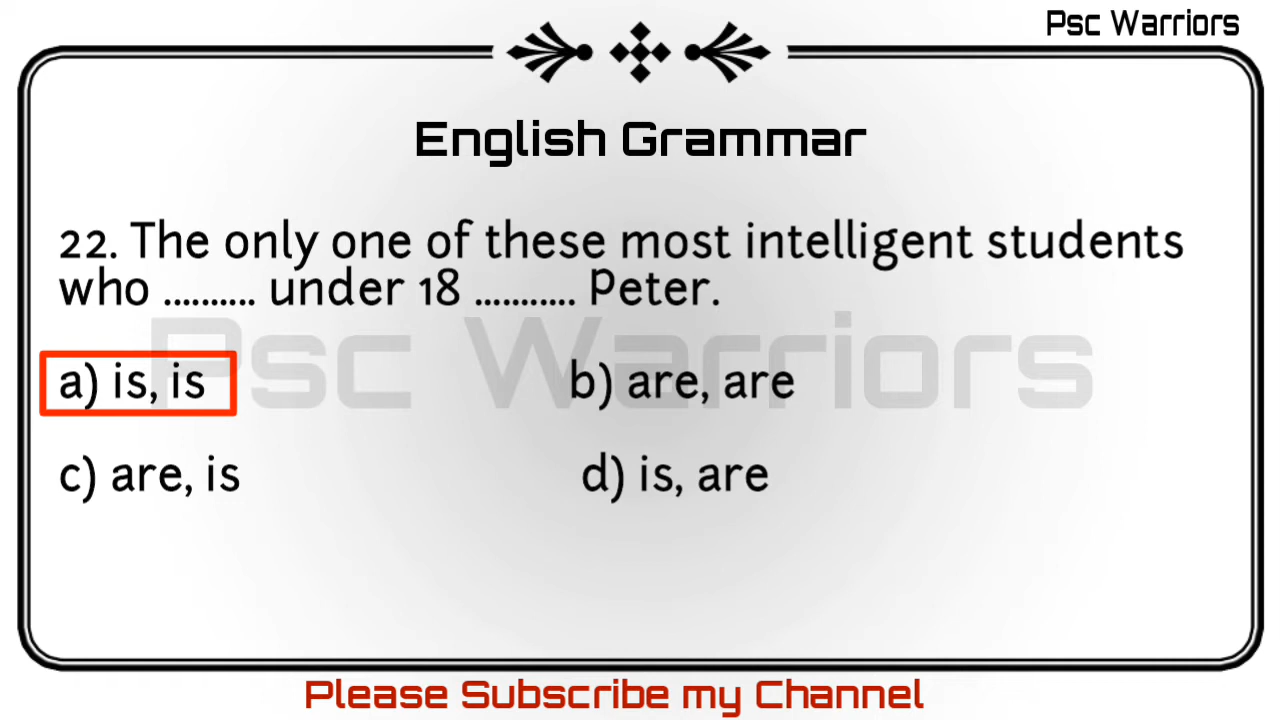 Psc Warriors
English Grammar
22. The only one of these most intelligent students
who .......... under 18 ........... Peter.
Psc Warriors
a) is, is
b) are, are
c) are, is
d) is, are
Please Subscribe my Channel